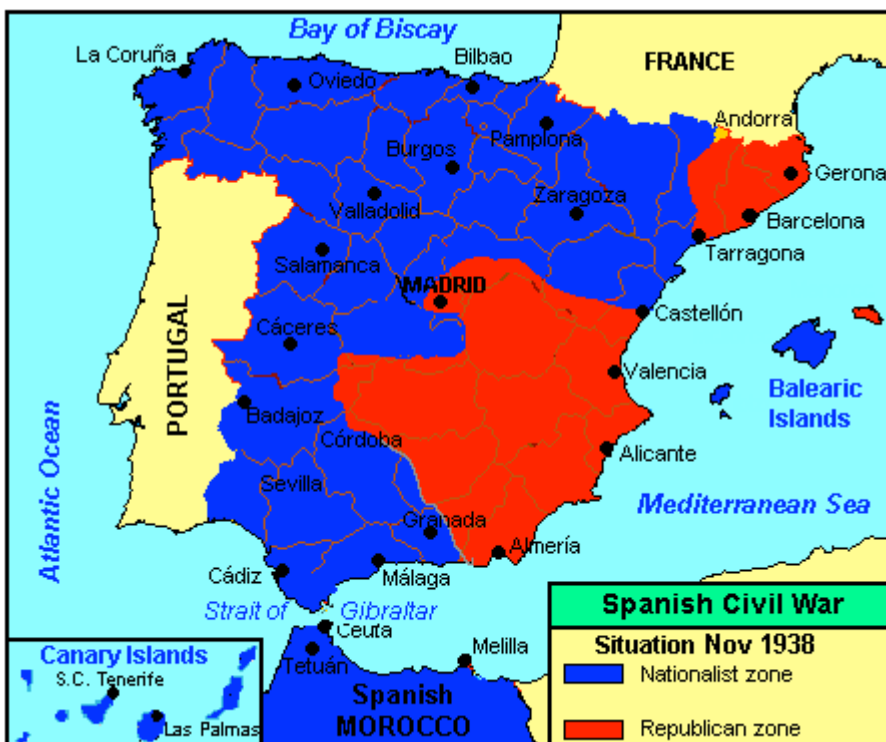 Bay of Biscay
La Coruña
Oviedo
Bilbao
FRANCE
Andorra
Pamplona
Burgos
Gerona
Zaragoza
Valladolid
Barcelona
Salamanca
Tarragona
MADRID
Castellón
Cáceres
PORTUGAL
Valencia
Balearic
Islands
Badajoz
Córdoba
Alicante
Sevilla
Atlantic Ocean
Mediterranean Sea
Granada
Almería
Cádiz
Málaga
Strait of Gibraltar
Ceuta
Tetuán
Melilla
Spanish
MOROCCO
Canary Islands
S.C. Tenerife
Las Palmas
Spanish Civil War
Situation Nov 1938
Nationalist zone
Republican zone